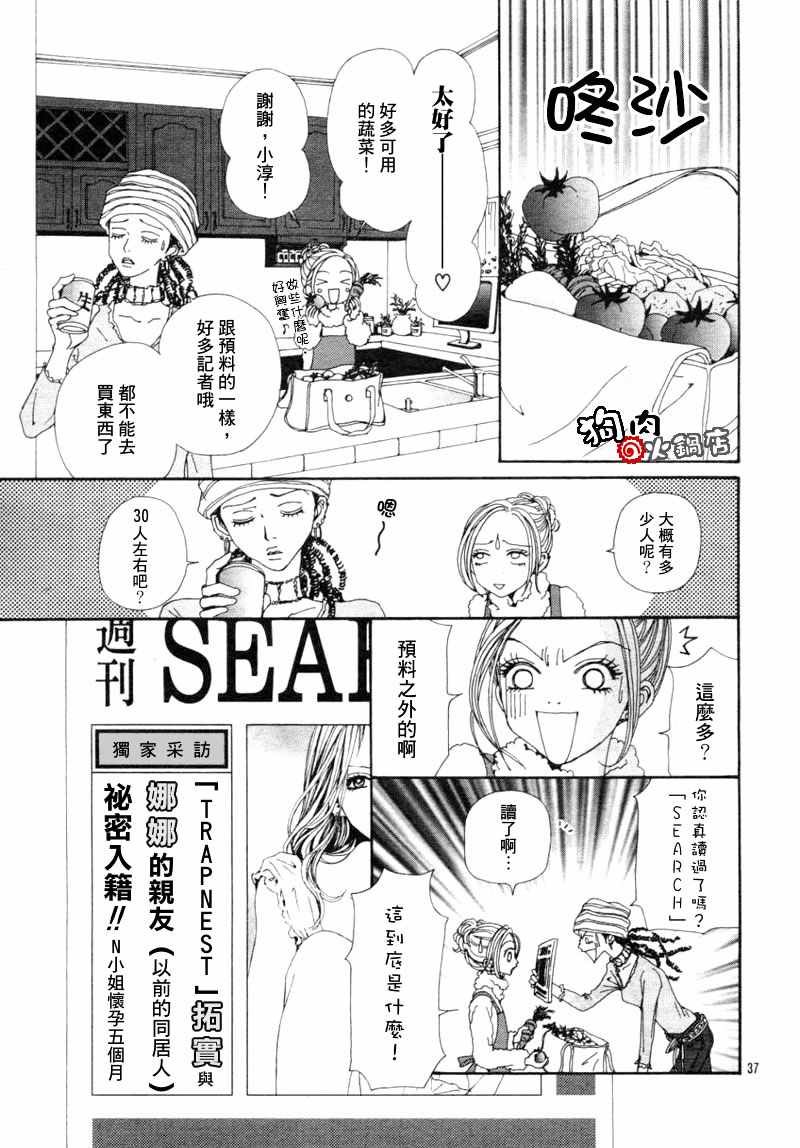 咚沙
太好了——♡
好多可用
的蔬菜！
謝謝，小淳！
做些什麼呢
好興奮♪
牛
跟預料的一樣，
好多記者哦
都不能去
買東西了
狗肉
火鍋店
大概有多
少人呢？
嗯～
30人左右吧？
這麼多？
預料之外的啊
週刊
SEAR
獨家采訪
「TRAPNEST」拓實與
娜娜的親友（以前的同居人）
祕密入籍!! N小姐懷孕五個月
你認真讀過了嗎？
「SEARCH」
讀了啊…
這到底是什麼！
37